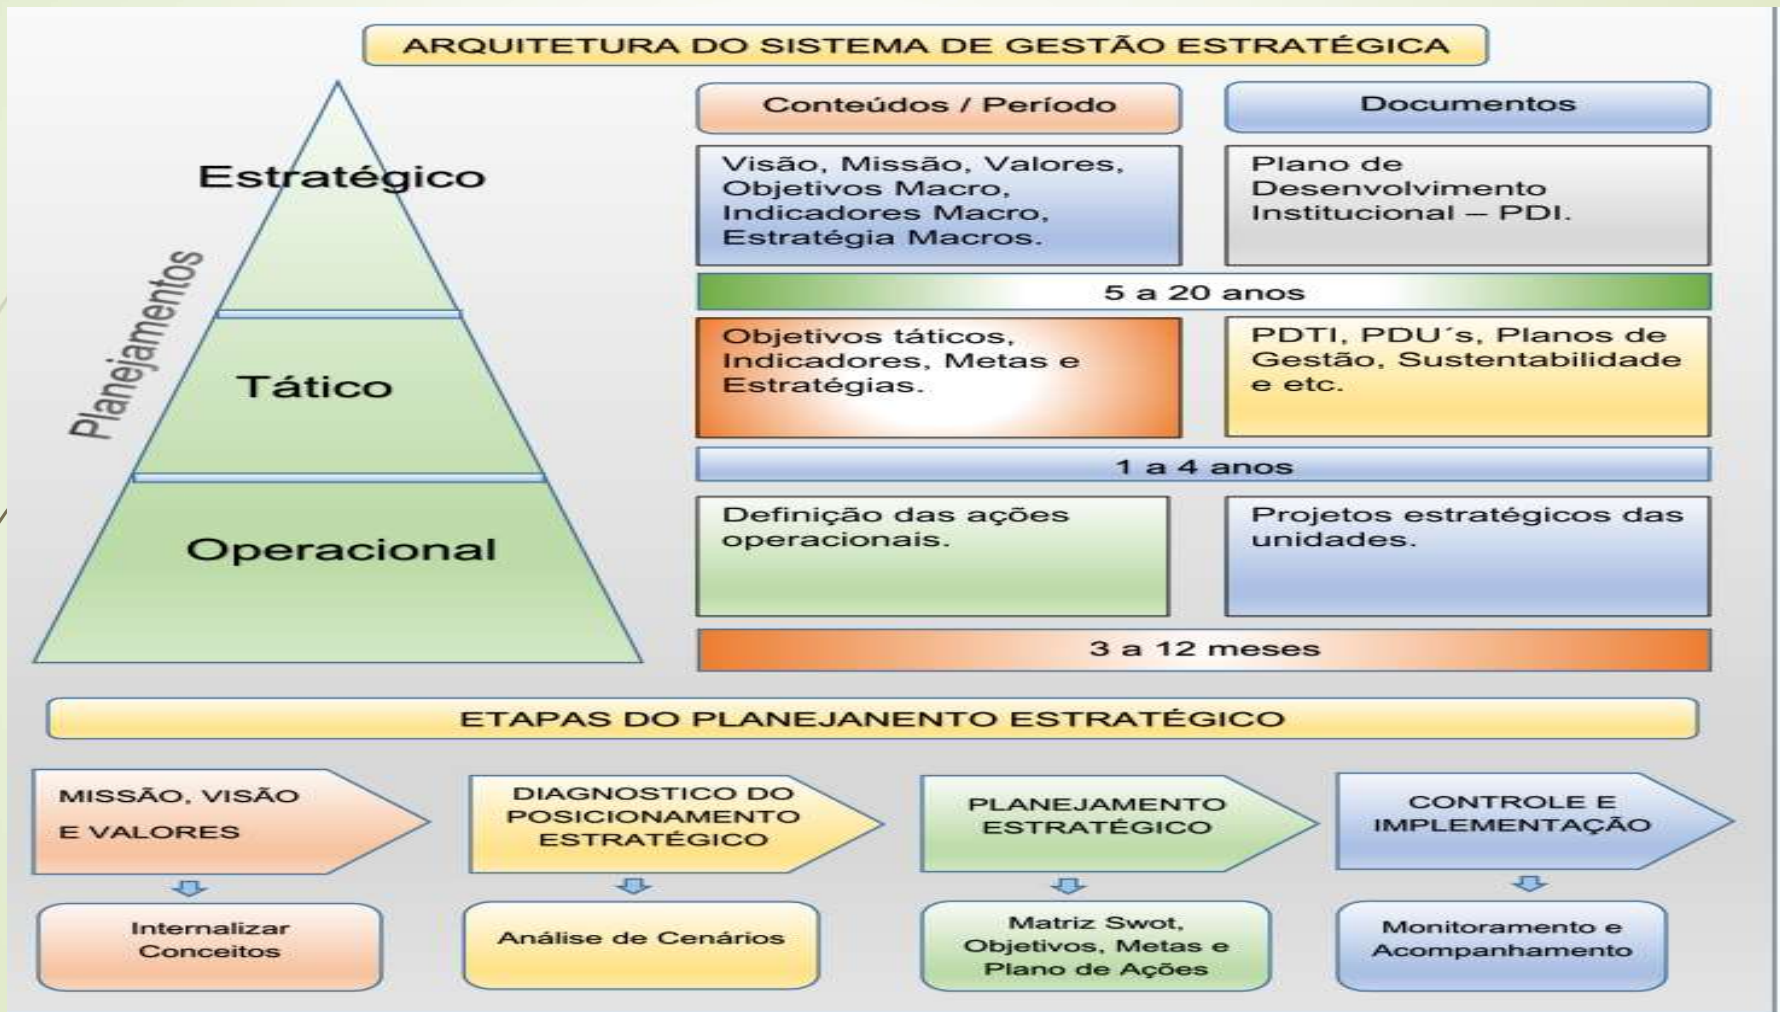 ARQUITETURA DO SISTEMA DE GESTÃO ESTRATÉGICA
Planejamentos
Estratégico
Tático
Operacional
Conteúdos / Período
Documentos
Visão, Missão, Valores,
Objetivos Macro,
Indicadores Macro,
Estratégia Macros.
Plano de
Desenvolvimento
Institucional – PDI.
5 a 20 anos
Objetivos táticos,
Indicadores, Metas e
Estratégias.
PDTI, PDU´s, Planos de
Gestão, Sustentabilidade
e etc.
1 a 4 anos
Definição das ações
operacionais.
Projetos estratégicos das
unidades.
3 a 12 meses
ETAPAS DO PLANEJANENTO ESTRATÉGICO
MISSÃO, VISÃO
E VALORES
Internalizar
Conceitos
DIAGNOSTICO DO
POSICIONAMENTO
ESTRATÉGICO
Análise de Cenários
PLANEJAMENTO
ESTRATÉGICO
Matriz Swot,
Objetivos, Metas e
Plano de Ações
CONTROLE E
IMPLEMENTAÇÃO
Monitoramento e
Acompanhamento